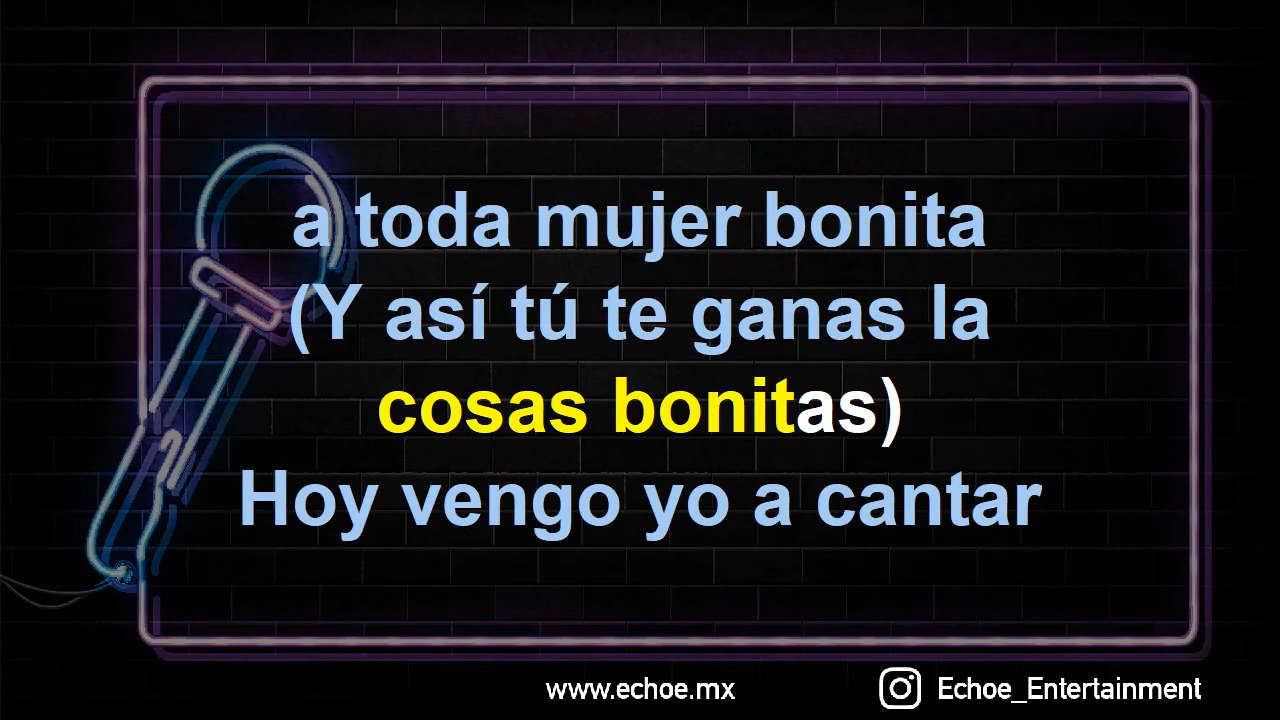 a toda mujer bonita
(Y así tú te ganas la
cosas bonitas)
Hoy vengo yo a cantar
www.echoe.mx
Echoe_Entertainment